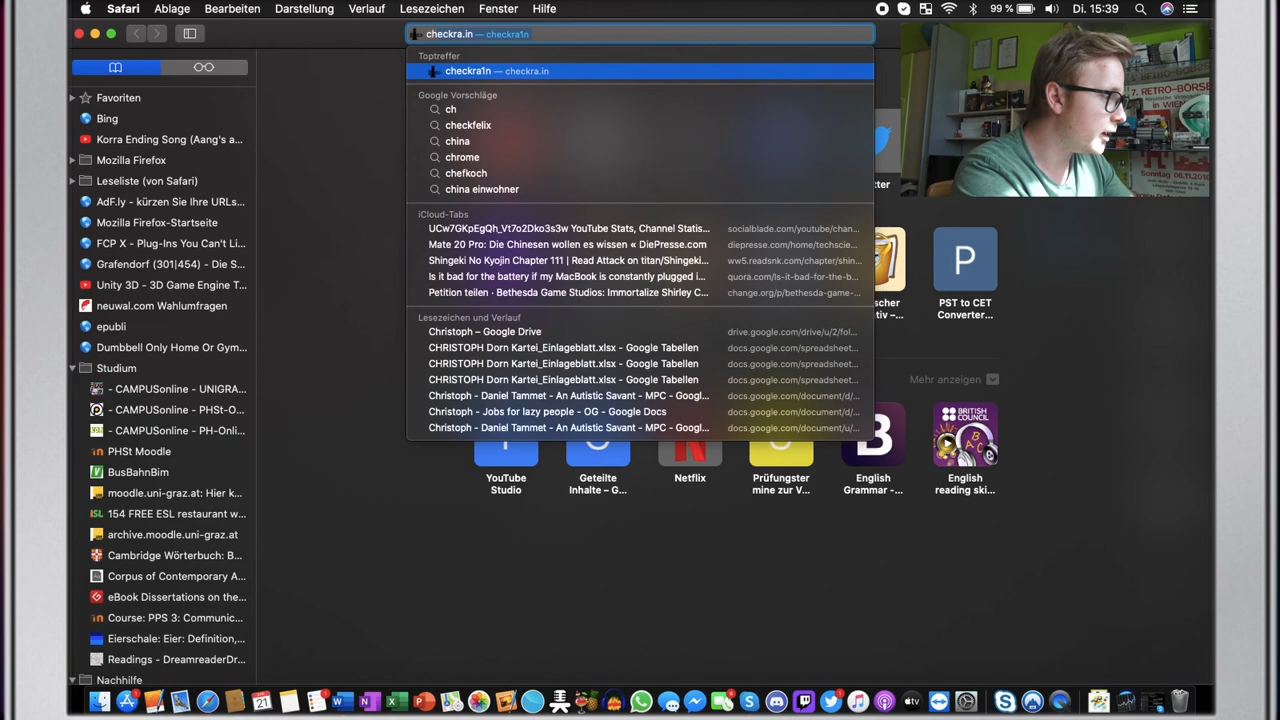 Safari Ablage Bearbeiten Darstellung Verlauf Lesezeichen Fenster Hilfe 99 % Di. 15:39
checkra.in — checkra1n
Toptreffer
checkra1n — checkra.in
Google Vorschläge
ch
checkfelix
china
chrome
chefkoch
china einwohner
iCloud-Tabs
UCw7GKpEgQh_Vt7o2Dko3s3w YouTube Stats, Channel Statis... socialblade.com/youtube/chan...
Mate 20 Pro: Die Chinesen wollen es wissen « DiePresse.com diepresse.com/home/techscie...
Shingeki No Kyojin Chapter 111 | Read Attack on titan/Shingeki... ww5.readsnk.com/chapter/shin...
Is it bad for the battery if my MacBook is constantly plugged i... quora.com/Is-it-bad-for-the-b...
Petition teilen · Bethesda Game Studios: Immortalize Shirley C... change.org/p/bethesda-game-...
Lesezeichen und Verlauf
Christoph – Google Drive drive.google.com/drive/u/2/fol...
CHRISTOPH Dorn Kartei_Einlageblatt.xlsx - Google Tabellen docs.google.com/spreadsheet...
CHRISTOPH Dorn Kartei_Einlageblatt.xlsx - Google Tabellen docs.google.com/spreadsheet...
CHRISTOPH Dorn Kartei_Einlageblatt.xlsx - Google Tabellen docs.google.com/spreadsheet...
Christoph - Daniel Tammet - An Autistic Savant - MPC - Googl... docs.google.com/document/d/...
Christoph - Jobs for lazy people - OG - Google Docs docs.google.com/document/d/...
Christoph - Daniel Tammet - An Autistic Savant - MPC - Googl... docs.google.com/document/u/...
Favoriten
Bing
Korra Ending Song (Aang's a...
Mozilla Firefox
Leseliste (von Safari)
AdF.ly - kürzen Sie Ihre URLs...
Mozilla Firefox-Startseite
FCP X - Plug-Ins You Can't Li...
Grafendorf (301|454) - Die S...
Unity 3D - 3D Game Engine T...
neuwal.com Wahlumfragen
epubli
Dumbbell Only Home Or Gym...
Studium
- CAMPUSonline - UNIGRA...
- CAMPUSonline - PHSt-O...
- CAMPUSonline - PH-Onli...
PHSt Moodle
BusBahnBim
moodle.uni-graz.at: Hier k...
154 FREE ESL restaurant w...
archive.moodle.uni-graz.at
Cambridge Wörterbuch: B...
Corpus of Contemporary A...
eBook Dissertations on the...
Course: PPS 3: Communic...
Eierschale: Eier: Definition,...
Readings - DreamreaderDr...
Nachhilfe
P
PST to CET
Converter...
Mehr anzeigen
B
BRITISH
COUNCIL
YouTube
Studio
Geteilte
Inhalte – G...
Netflix
Prüfungster
mine zur V...
English
Grammar -...
English
reading ski...
7. RETRO-BÖRSE
in WIEN
Sonntag 06.11.2016